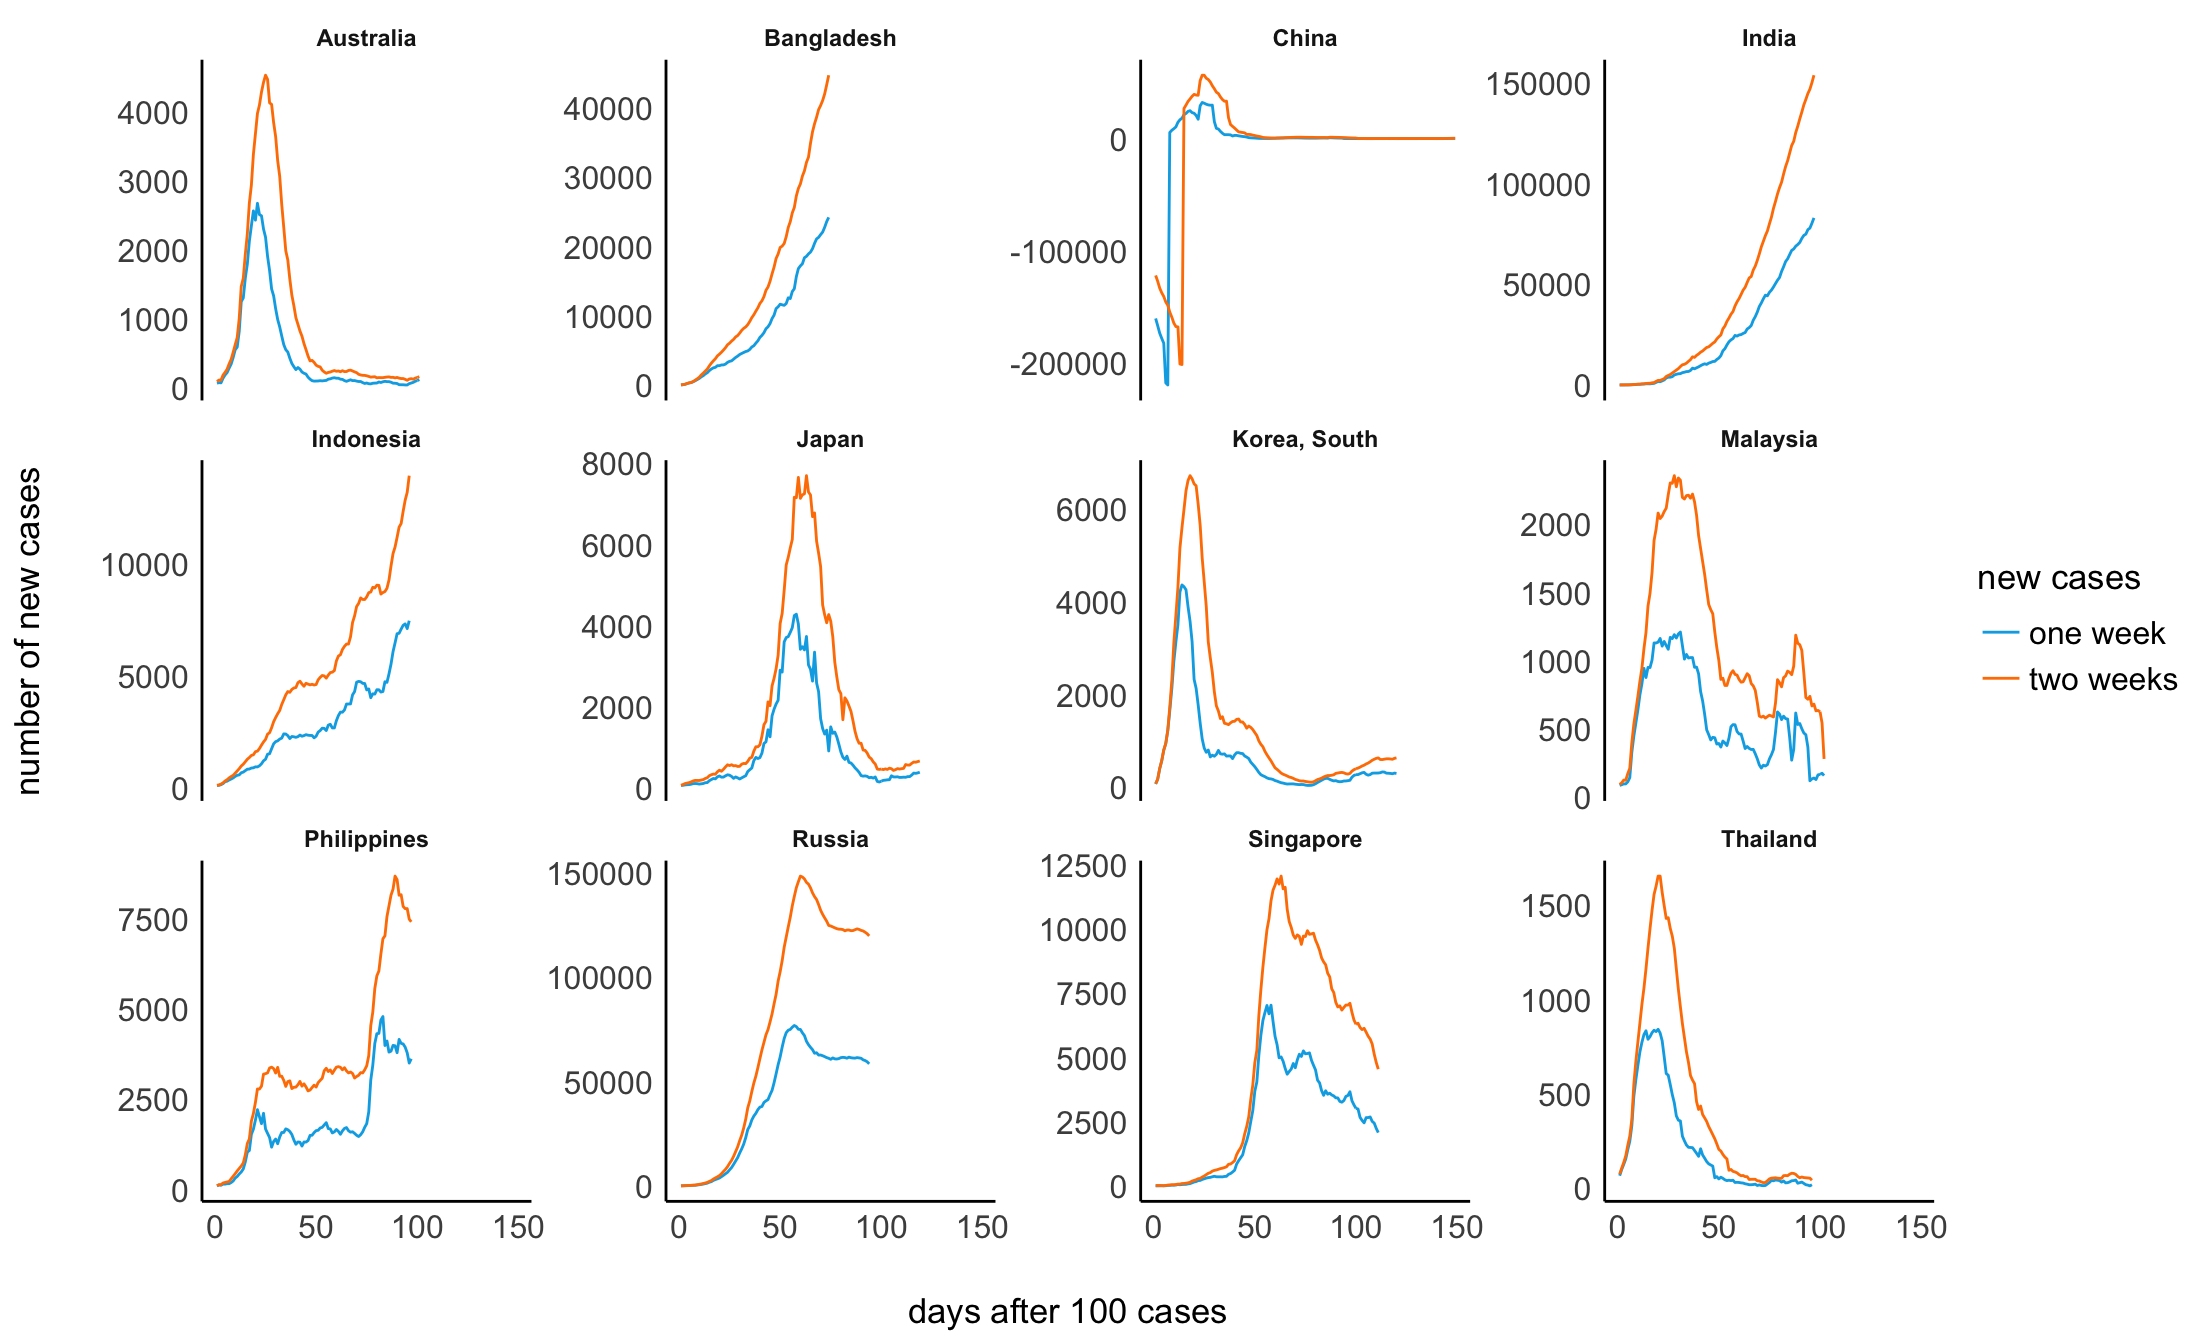 Australia
Bangladesh
China
India
4000
3000
2000
1000
0
40000
30000
20000
10000
0
0
-100000
-200000
150000
100000
50000
0
Indonesia
Japan
Korea, South
Malaysia
10000
5000
0
8000
6000
4000
2000
0
6000
4000
2000
0
2000
1500
1000
500
0
Philippines
Russia
Singapore
Thailand
7500
5000
2500
0
150000
100000
50000
0
12500
10000
7500
5000
2500
0
1500
1000
500
0
0 50 100 150
0 50 100 150
0 50 100 150
0 50 100 150
number of new cases
days after 100 cases
new cases
one week
two weeks